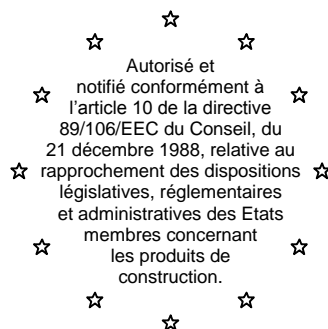 Autorisé et
notifié conformément à
l'article 10 de la directive
89/106/EEC du Conseil, du
21 décembre 1988, relative au
rapprochement des dispositions
législatives, réglementaires
et administratives des Etats
membres concernant
les produits de
construction.